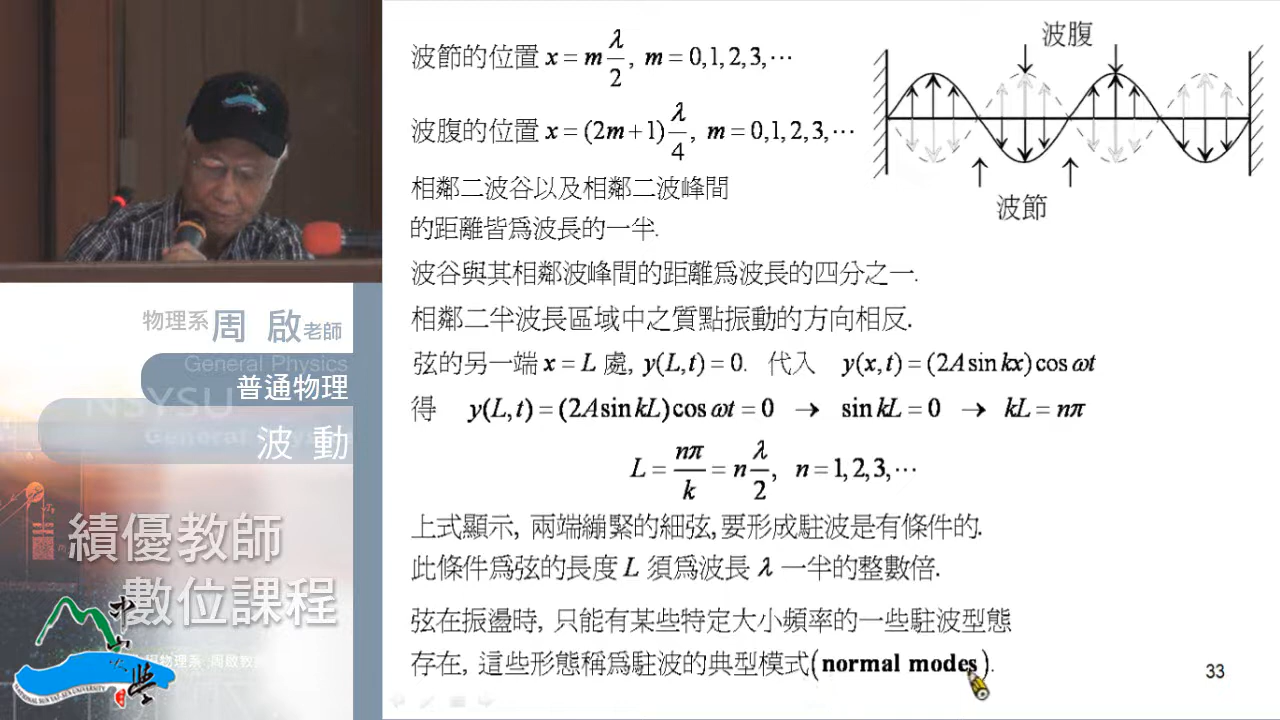 波節的位置 x = m λ/2, m = 0,1,2,3,⋯
波腹的位置 x = (2m+1) λ/4, m = 0,1,2,3,⋯
相鄰二波谷以及相鄰二波峰間
的距離皆為波長的一半.
波谷與其相鄰波峰間的距離為波長的四分之一.
相鄰二半波長區域中之質點振動的方向相反.
弦的另一端 x = L 處, y(L,t) = 0. 代入 y(x,t) = (2A sin kx) cos ωt
得 y(L,t) = (2A sin kL) cos ωt = 0 → sin kL = 0 → kL = nπ
L = nπ/k = n λ/2, n = 1,2,3,⋯
上式顯示, 兩端繃緊的細弦, 要形成駐波是有條件的.
此條件為弦的長度 L 須為波長 λ 一半的整數倍.
弦在振盪時, 只能有某些特定大小頻率的一些駐波型態
存在, 這些形態稱為駐波的典型模式(normal modes).
波腹
波節
33
物理系 周 啟 老師
General Physics
普通物理
NSYSU
波 動
績優教師
數位課程
中山大學